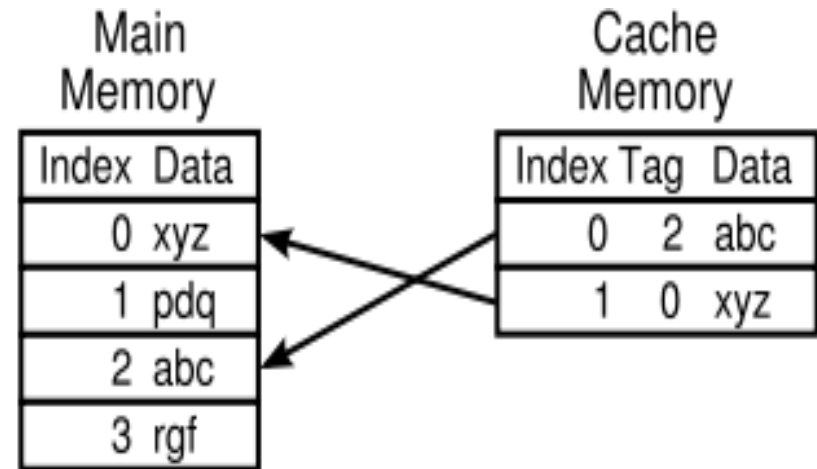 Main
Memory
Index Data
0 xyz
1 pdq
2 abc
3 rgf
Cache
Memory
Index Tag Data
0 2 abc
1 0 xyz